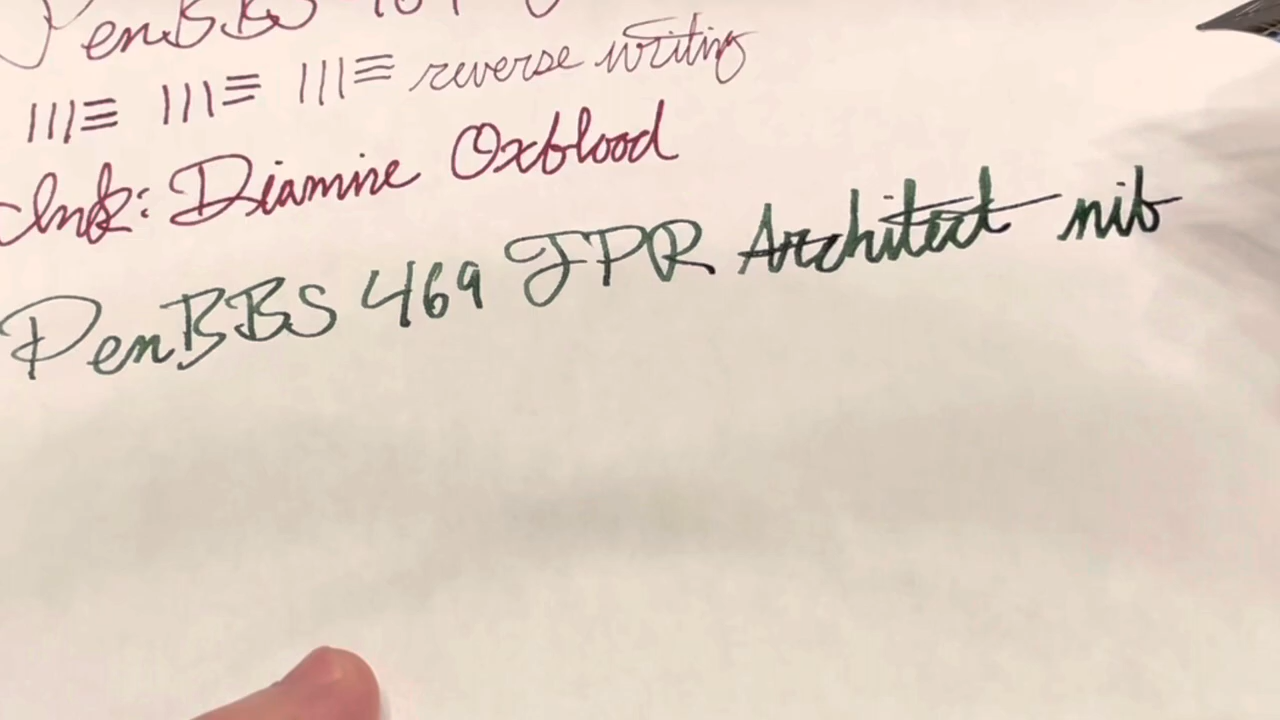 PenBBS
reverse writing
Ink: Diamine Oxblood
PenBBS 469 FPR Architect nib